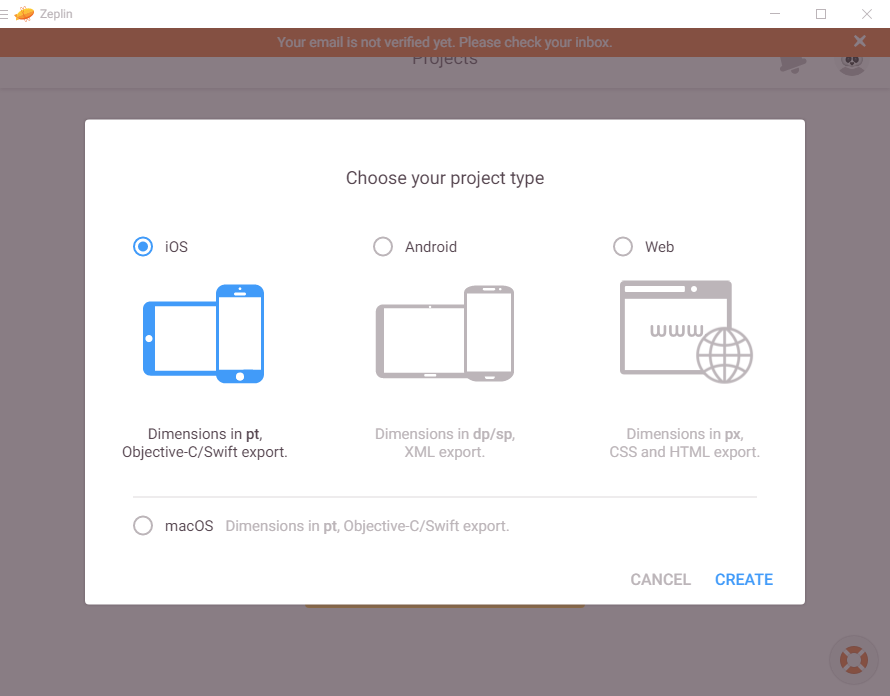 Zeplin
Your email is not verified yet. Please check your inbox.
Projects
Choose your project type
iOS
Android
Web
www
Dimensions in pt,
Objective-C/Swift export.
Dimensions in dp/sp,
XML export.
Dimensions in px,
CSS and HTML export.
macOS Dimensions in pt, Objective-C/Swift export.
CANCEL CREATE